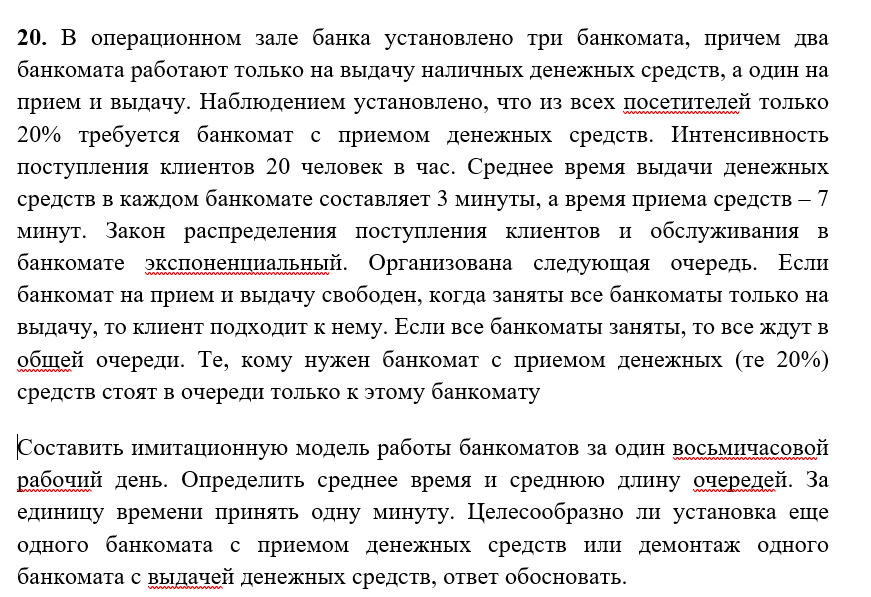 20. В операционном зале банка установлено три банкомата, причем два
банкомата работают только на выдачу наличных денежных средств, а один на
прием и выдачу. Наблюдением установлено, что из всех посетителей только
20% требуется банкомат с приемом денежных средств. Интенсивность
поступления клиентов 20 человек в час. Среднее время выдачи денежных
средств в каждом банкомате составляет 3 минуты, а время приема средств – 7
минут. Закон распределения поступления клиентов и обслуживания в
банкомате экспоненциальный. Организована следующая очередь. Если
банкомат на прием и выдачу свободен, когда заняты все банкоматы только на
выдачу, то клиент подходит к нему. Если все банкоматы заняты, то все ждут в
общей очереди. Те, кому нужен банкомат с приемом денежных (те 20%)
средств стоят в очереди только к этому банкомату
Составить имитационную модель работы банкоматов за один восьмичасовой
рабочий день. Определить среднее время и среднюю длину очередей. За
единицу времени принять одну минуту. Целесообразно ли установка еще
одного банкомата с приемом денежных средств или демонтаж одного
банкомата с выдачей денежных средств, ответ обосновать.